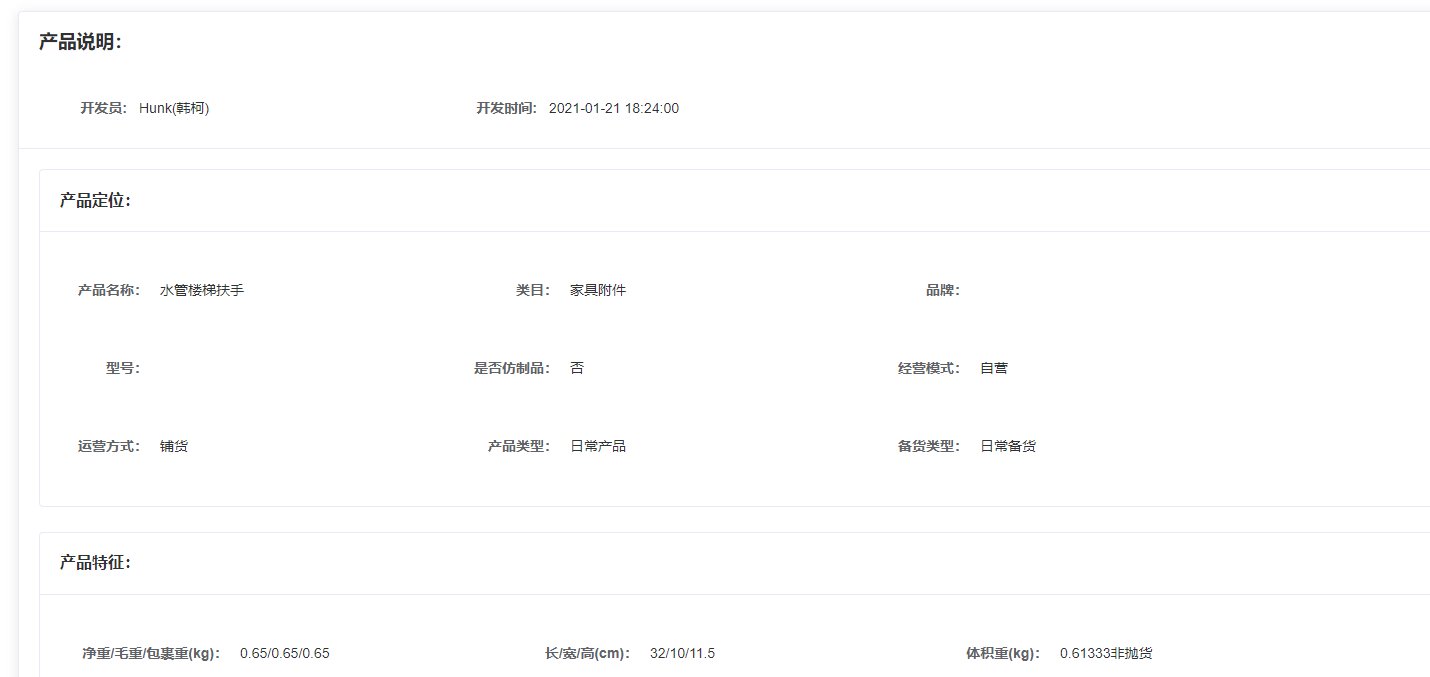 产品说明：
开发员： Hunk(韩柯) 开发时间： 2021-01-21 18:24:00
产品定位：
产品名称： 水管楼梯扶手 类目： 家具附件 品牌：
型号： 是否仿制品： 否 经营模式： 自营
运营方式： 铺货 产品类型： 日常产品 备货类型： 日常备货
产品特征：
净重/毛重/包裹重(kg)： 0.65/0.65/0.65 长/宽/高(cm)： 32/10/11.5 体积重(kg)： 0.61333非抛货